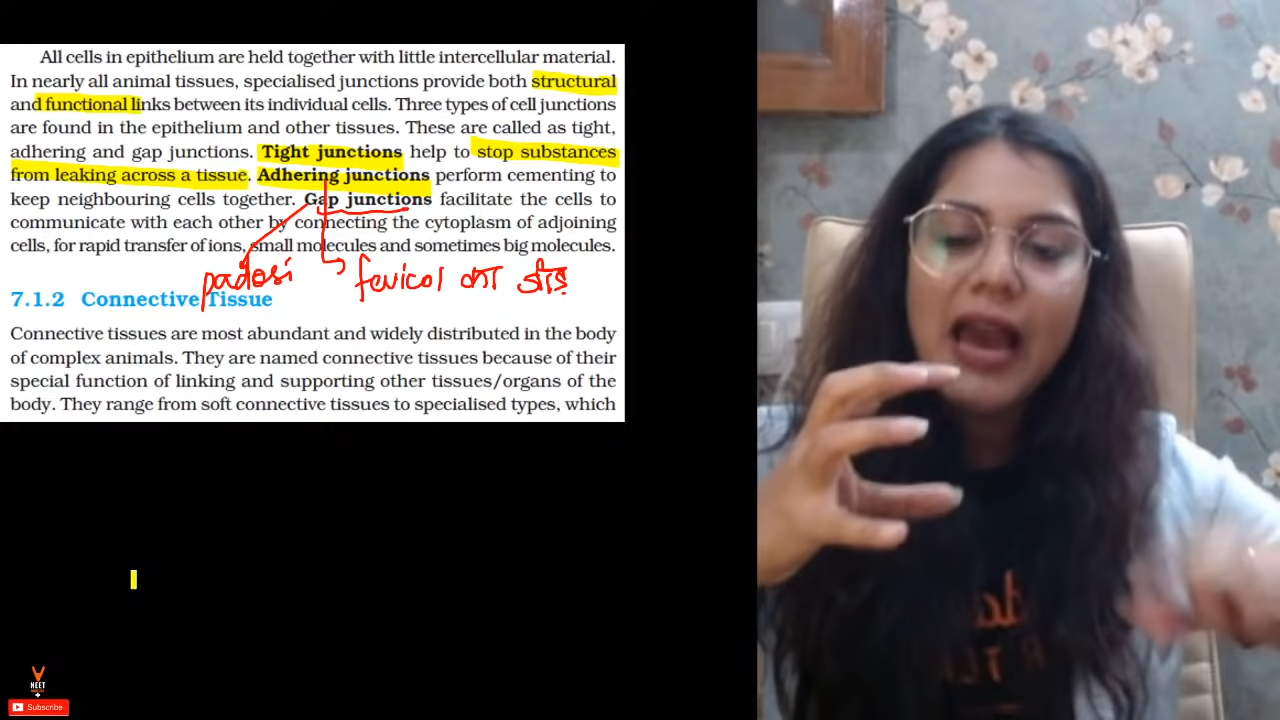 All cells in epithelium are held together with little intercellular material.
In nearly all animal tissues, specialised junctions provide both structural
and functional links between its individual cells. Three types of cell junctions
are found in the epithelium and other tissues. These are called as tight,
adhering and gap junctions. Tight junctions help to stop substances
from leaking across a tissue. Adhering junctions perform cementing to
keep neighbouring cells together. Gap junctions facilitate the cells to
communicate with each other by connecting the cytoplasm of adjoining
cells, for rapid transfer of ions, small molecules and sometimes big molecules.
padosi fevicol का जोड़
7.1.2 Connective Tissue
Connective tissues are most abundant and widely distributed in the body
of complex animals. They are named connective tissues because of their
special function of linking and supporting other tissues/organs of the
body. They range from soft connective tissues to specialised types, which
NEET
Subscribe